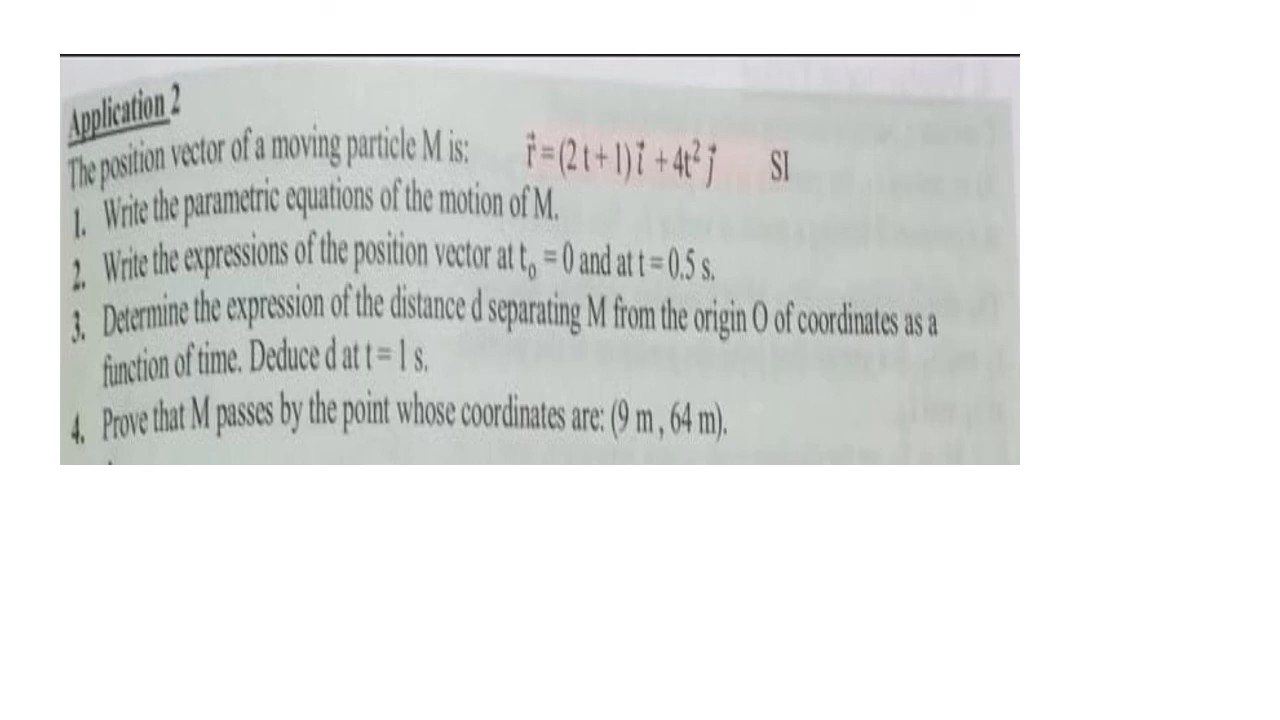 Application 2
The position vector of a moving particle M is: r⃗ = (2 t + 1) i⃗ + 4t² j⃗ SI
1. Write the parametric equations of the motion of M.
2. Write the expressions of the position vector at t₀ = 0 and at t = 0.5 s.
3. Determine the expression of the distance d separating M from the origin O of coordinates as a
function of time. Deduce d at t = 1 s.
4. Prove that M passes by the point whose coordinates are: (9 m , 64 m).